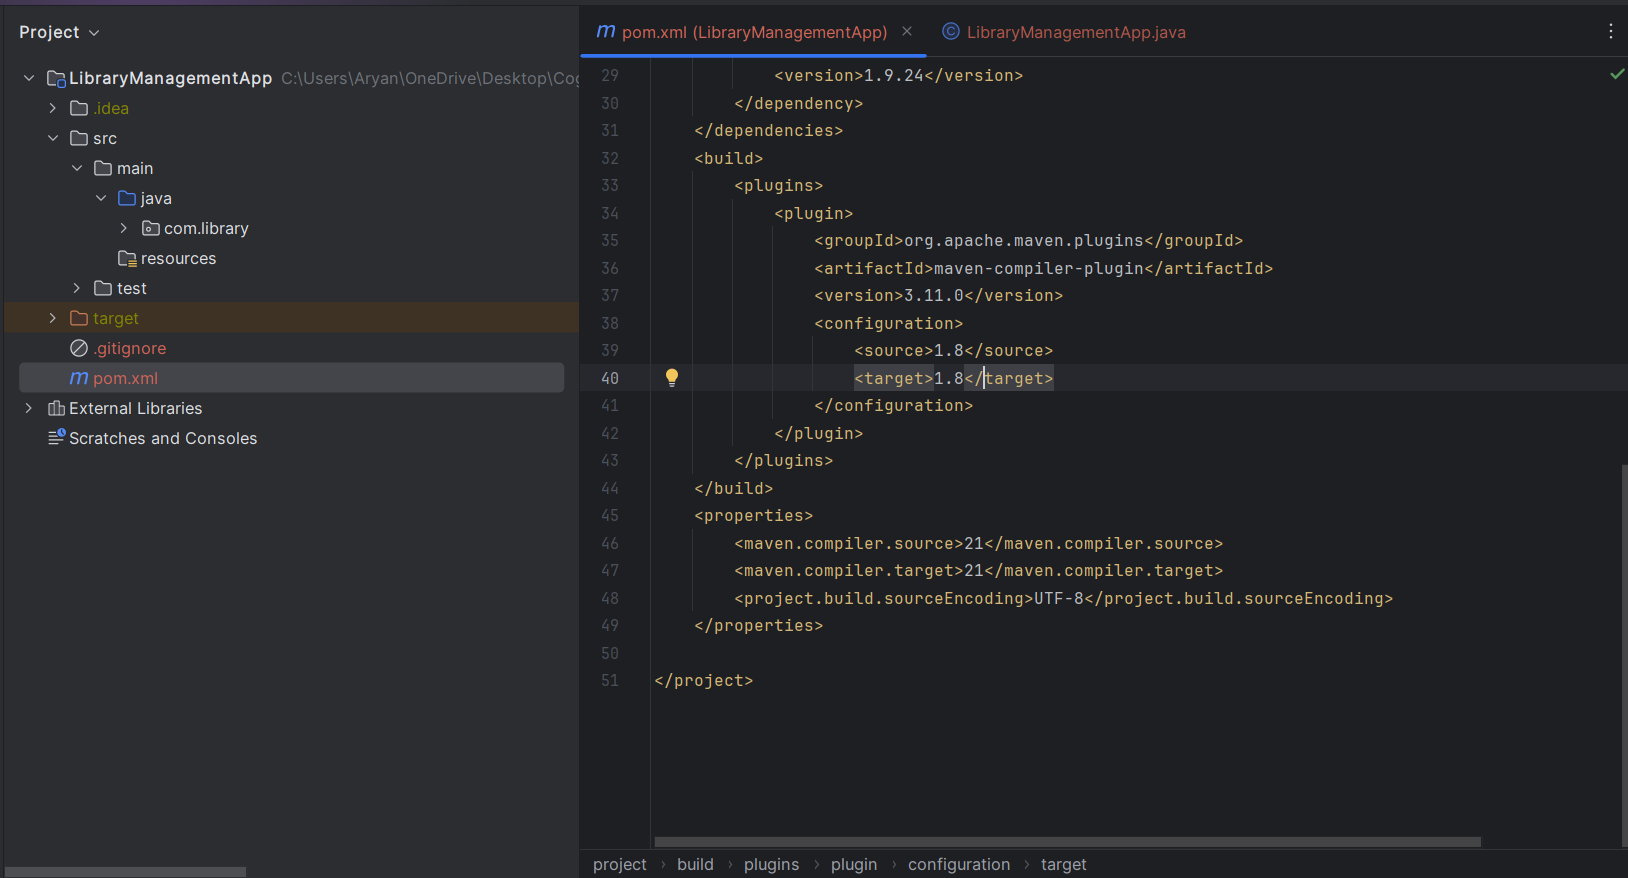 Project
LibraryManagementApp C:\Users\Aryan\OneDrive\Desktop\Cog
.idea
src
main
java
com.library
resources
test
target
.gitignore
m pom.xml
External Libraries
Scratches and Consoles
m pom.xml (LibraryManagementApp) © LibraryManagementApp.java
29 <version>1.9.24</version>
30 </dependency>
31 </dependencies>
32 <build>
33 <plugins>
34 <plugin>
35 <groupId>org.apache.maven.plugins</groupId>
36 <artifactId>maven-compiler-plugin</artifactId>
37 <version>3.11.0</version>
38 <configuration>
39 <source>1.8</source>
40 <target>1.8</target>
41 </configuration>
42 </plugin>
43 </plugins>
44 </build>
45 <properties>
46 <maven.compiler.source>21</maven.compiler.source>
47 <maven.compiler.target>21</maven.compiler.target>
48 <project.build.sourceEncoding>UTF-8</project.build.sourceEncoding>
49 </properties>
50
51 </project>
project › build › plugins › plugin › configuration › target